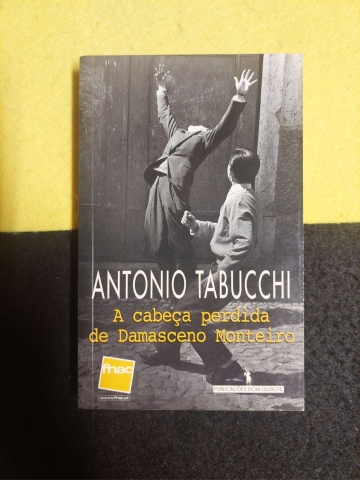 ANTONIO TABUCCHI
A cabeça perdida
de Damasceno Monteiro
fnac
PUBLICAÇÕES DOM QUIXOTE